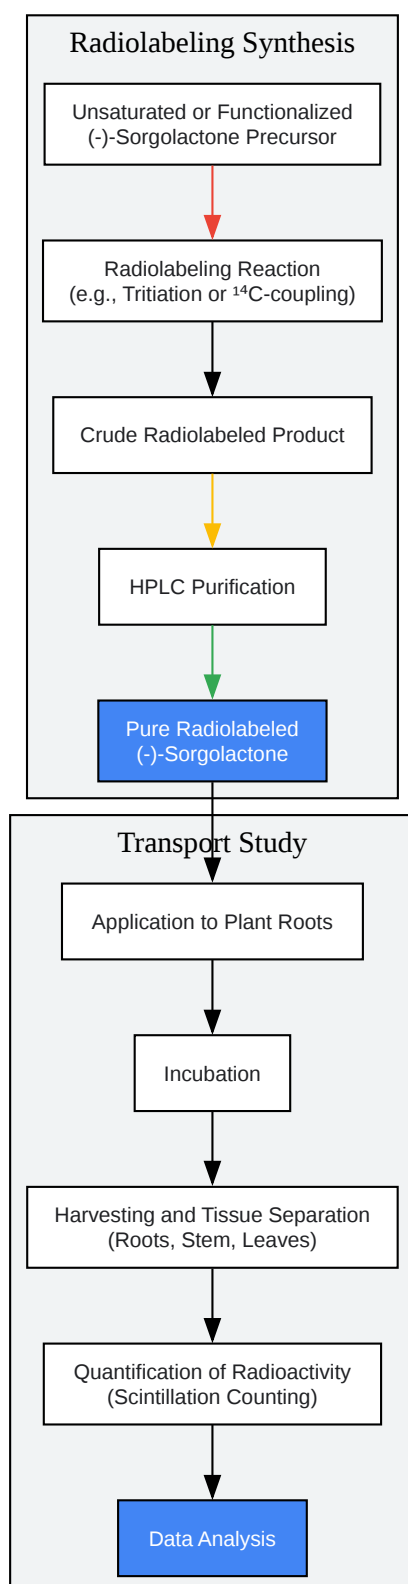 Radiolabeling Synthesis
Unsaturated or Functionalized
(-)-Sorgolactone Precursor
Radiolabeling Reaction
(e.g., Tritiation or ¹⁴C-coupling)
Crude Radiolabeled Product
HPLC Purification
Pure Radiolabeled
(-)-Sorgolactone
Transport Study
Application to Plant Roots
Incubation
Harvesting and Tissue Separation
(Roots, Stem, Leaves)
Quantification of Radioactivity
(Scintillation Counting)
Data Analysis